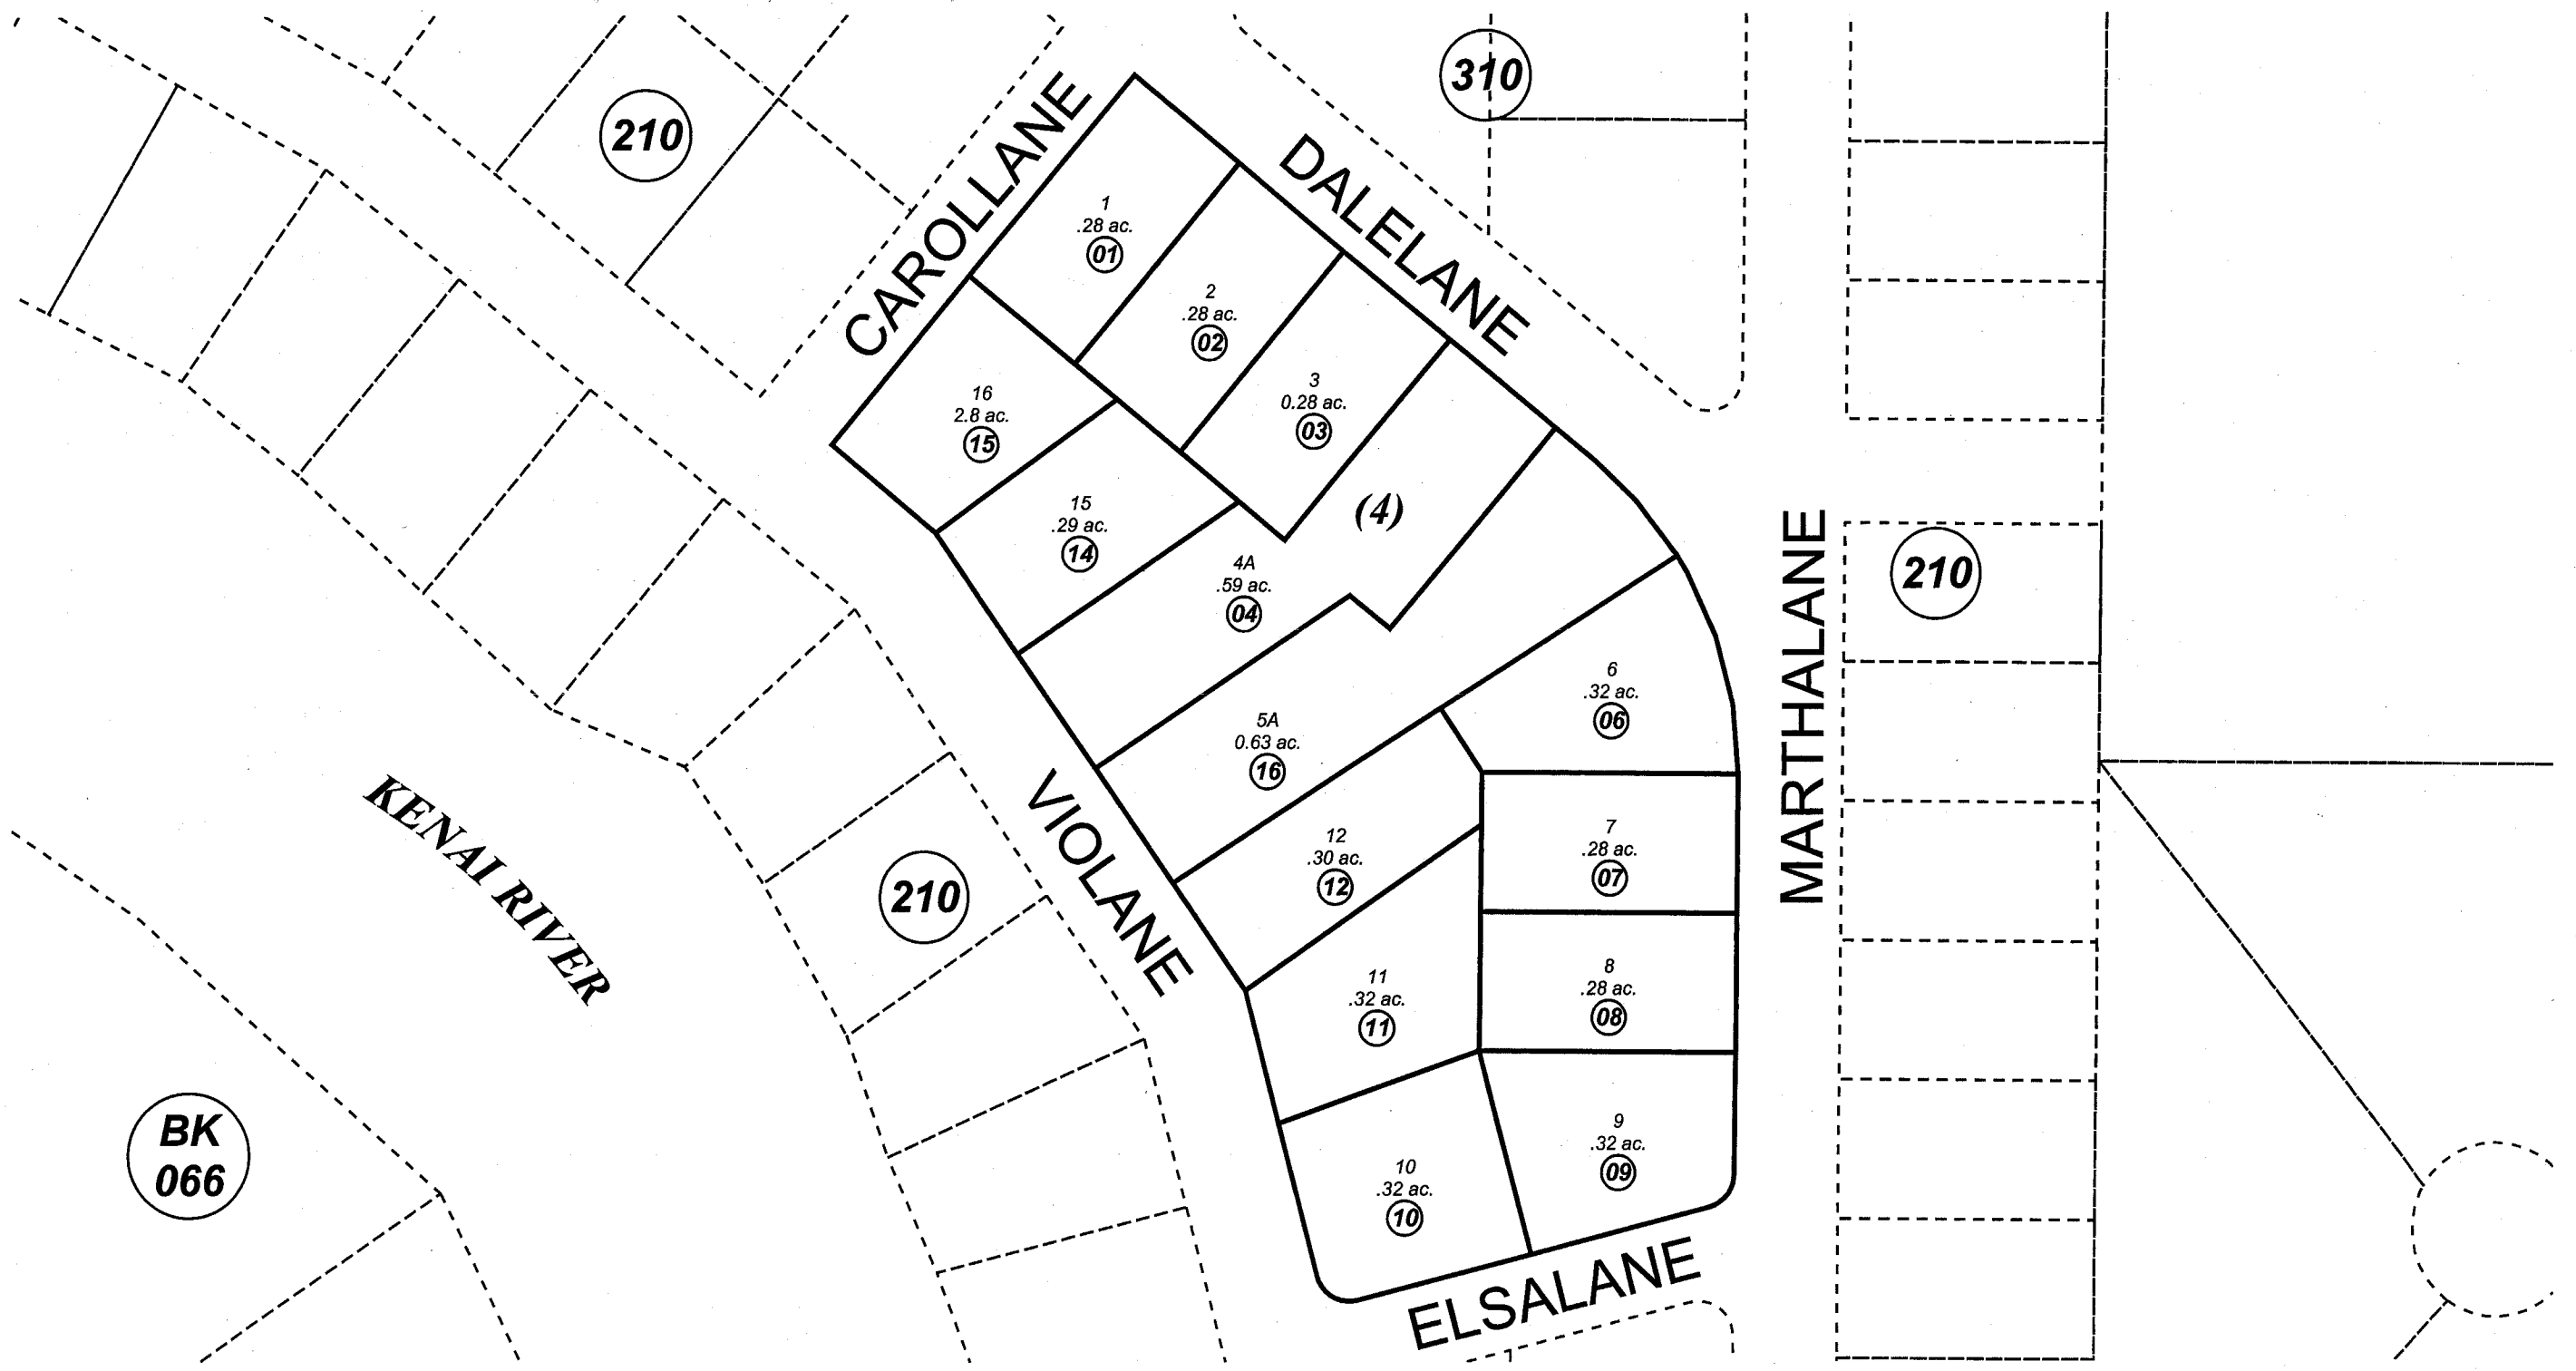 310
210
CAROLLANE
DALELANE
1
.28 ac.
01
2
.28 ac.
02
3
0.28 ac.
03
16
2.8 ac.
15
15
.29 ac.
14
(4)
4A
.59 ac.
04
MARTHALANE
210
6
.32 ac.
06
5A
0.63 ac.
16
KENAI RIVER
VIOLANE
210
12
.30 ac.
12
7
.28 ac.
07
11
.32 ac.
11
8
.28 ac.
08
BK
066
10
.32 ac.
10
9
.32 ac.
09
ELSALANE